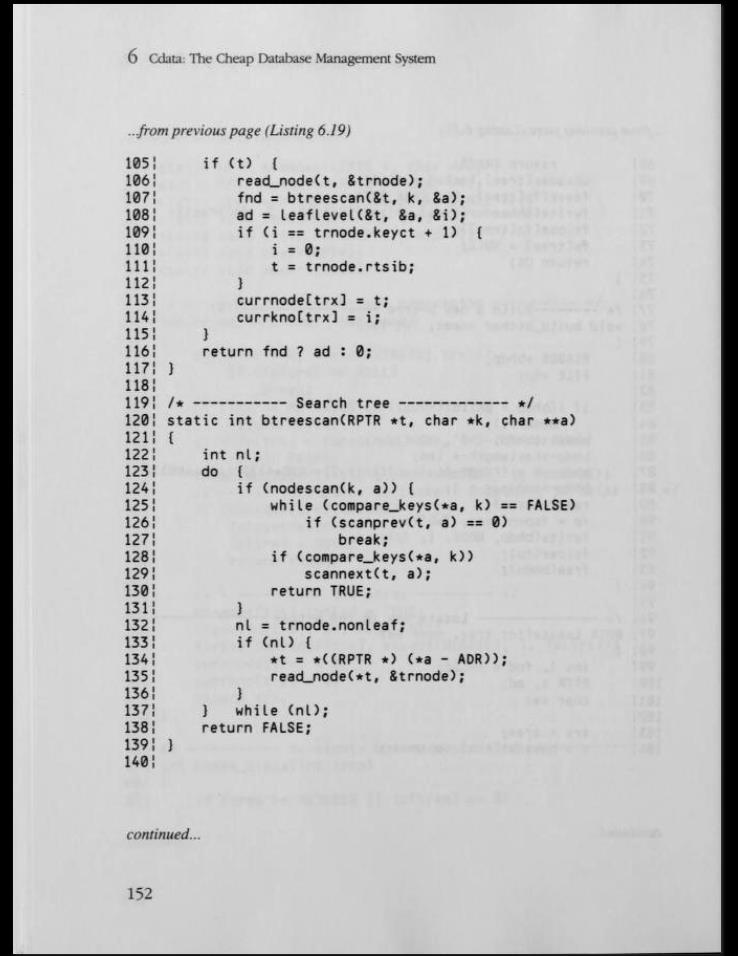 6 Cdata: The Cheap Database Management System
...from previous page (Listing 6.19)
105¦     if (t)  {
106¦         read_node(t, &trnode);
107¦         fnd = btreescan(&t, k, &a);
108¦         ad = leaflevel(&t, &a, &i);
109¦         if (i == trnode.keyct + 1)  {
110¦             i = 0;
111¦             t = trnode.rtsib;
112¦         }
113¦         currnode[trx] = t;
114¦         currkno[trx] = i;
115¦     }
116¦     return fnd ? ad : 0;
117¦ }
118¦
119¦ /* ----------- Search tree ------------- */
120¦ static int btreescan(RPTR *t, char *k, char **a)
121¦ {
122¦     int nl;
123¦     do  {
124¦         if (nodescan(k, a)) {
125¦             while (compare_keys(*a, k) == FALSE)
126¦                 if (scanprev(t, a) == 0)
127¦                     break;
128¦             if (compare_keys(*a, k))
129¦                 scannext(t, a);
130¦             return TRUE;
131¦         }
132¦         nl = trnode.nonleaf;
133¦         if (nl) {
134¦             *t = *((RPTR *) (*a - ADR));
135¦             read_node(*t, &trnode);
136¦         }
137¦     }   while (nl);
138¦     return FALSE;
139¦ }
140¦
continued...
152